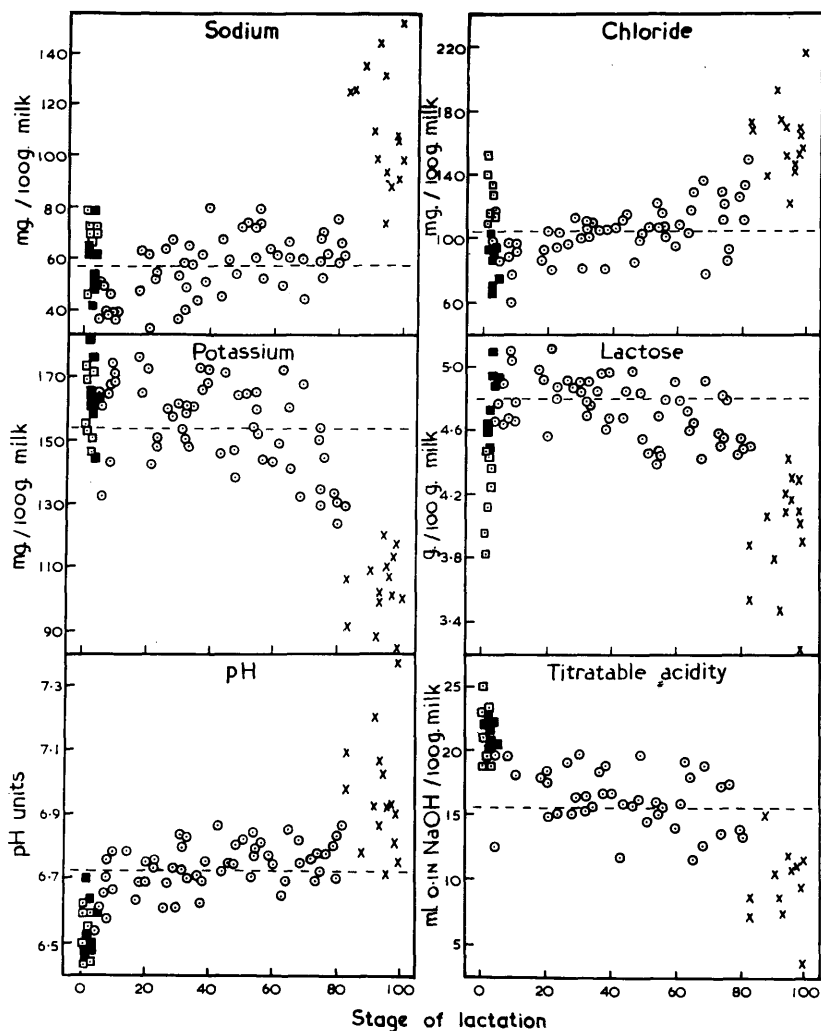 Sodium
mg. /100g. milk
140
120
100
80
60
40
Chloride
mg. /100g. milk
220
180
140
100
60
Potassium
mg. /100g. milk
170
150
130
110
90
Lactose
g. /100 g. milk
5·0
4·6
4·2
3·8
3·4
pH
pH units
7·3
7·1
6·9
6·7
6·5
0 20 40 60 80 100
Titratable acidity
ml 0·1N NaOH /100g. milk
25
20
15
10
5
0 20 40 60 80 100
Stage of lactation